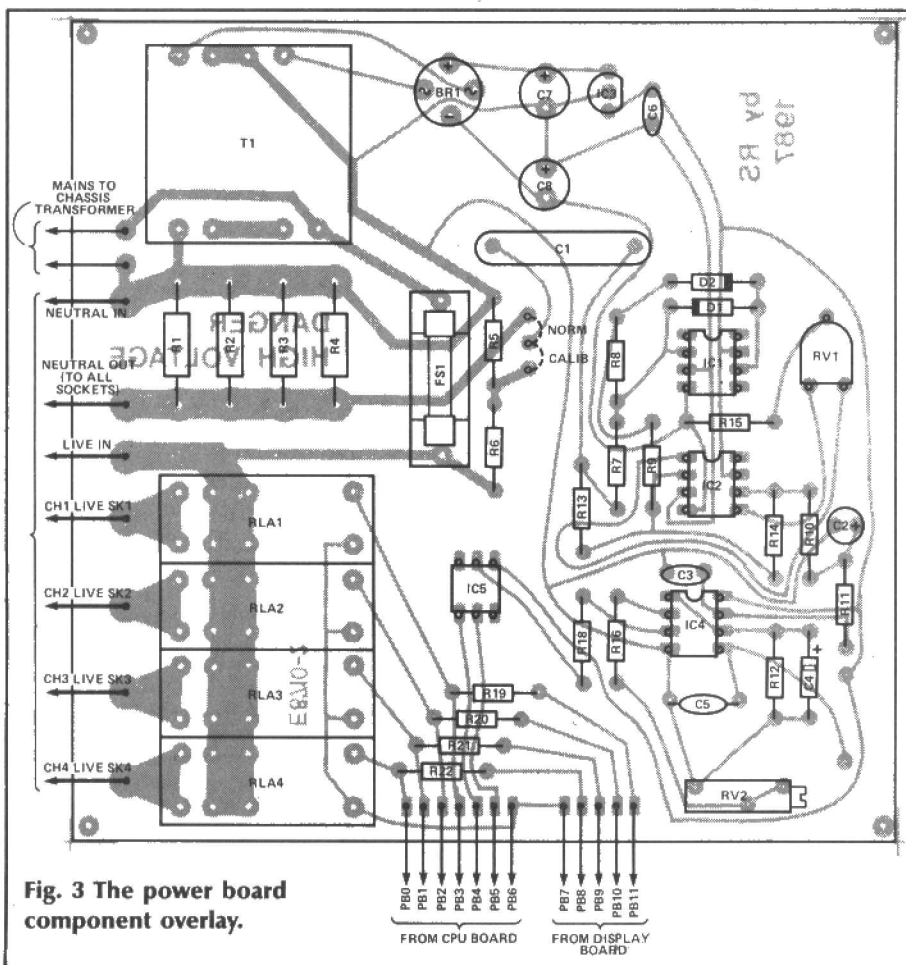 BR1
C7
IC3
C6
1987
by RS
T1
C8
MAINS TO
CHASSIS
TRANSFORMER
C1
D2
D1
NEUTRAL IN
DANGER
HIGH VOLTAGE
R1
R2
R3
R4
FS1
R5
NORM
CALIB
R8
IC1
RV1
NEUTRAL OUT
(TO ALL
SOCKETS)
R15
LIVE IN
R6
R7
R9
IC2
CH1 LIVE SK1
RLA1
R13
R14
R10
C2
CH2 LIVE SK2
RLA2
IC5
C3
R11
R18
R16
IC4
CH3 LIVE SK3
RLA3
E8710-2
R12
C4
+
R19
C5
R20
R21
CH4 LIVE SK4
RLA4
R22
RV2
PB0
PB1
PB2
PB3
PB4
PB5
PB6
PB7
PB8
PB9
PB10
PB11
FROM CPU BOARD
FROM DISPLAY
BOARD
Fig. 3 The power board
component overlay.